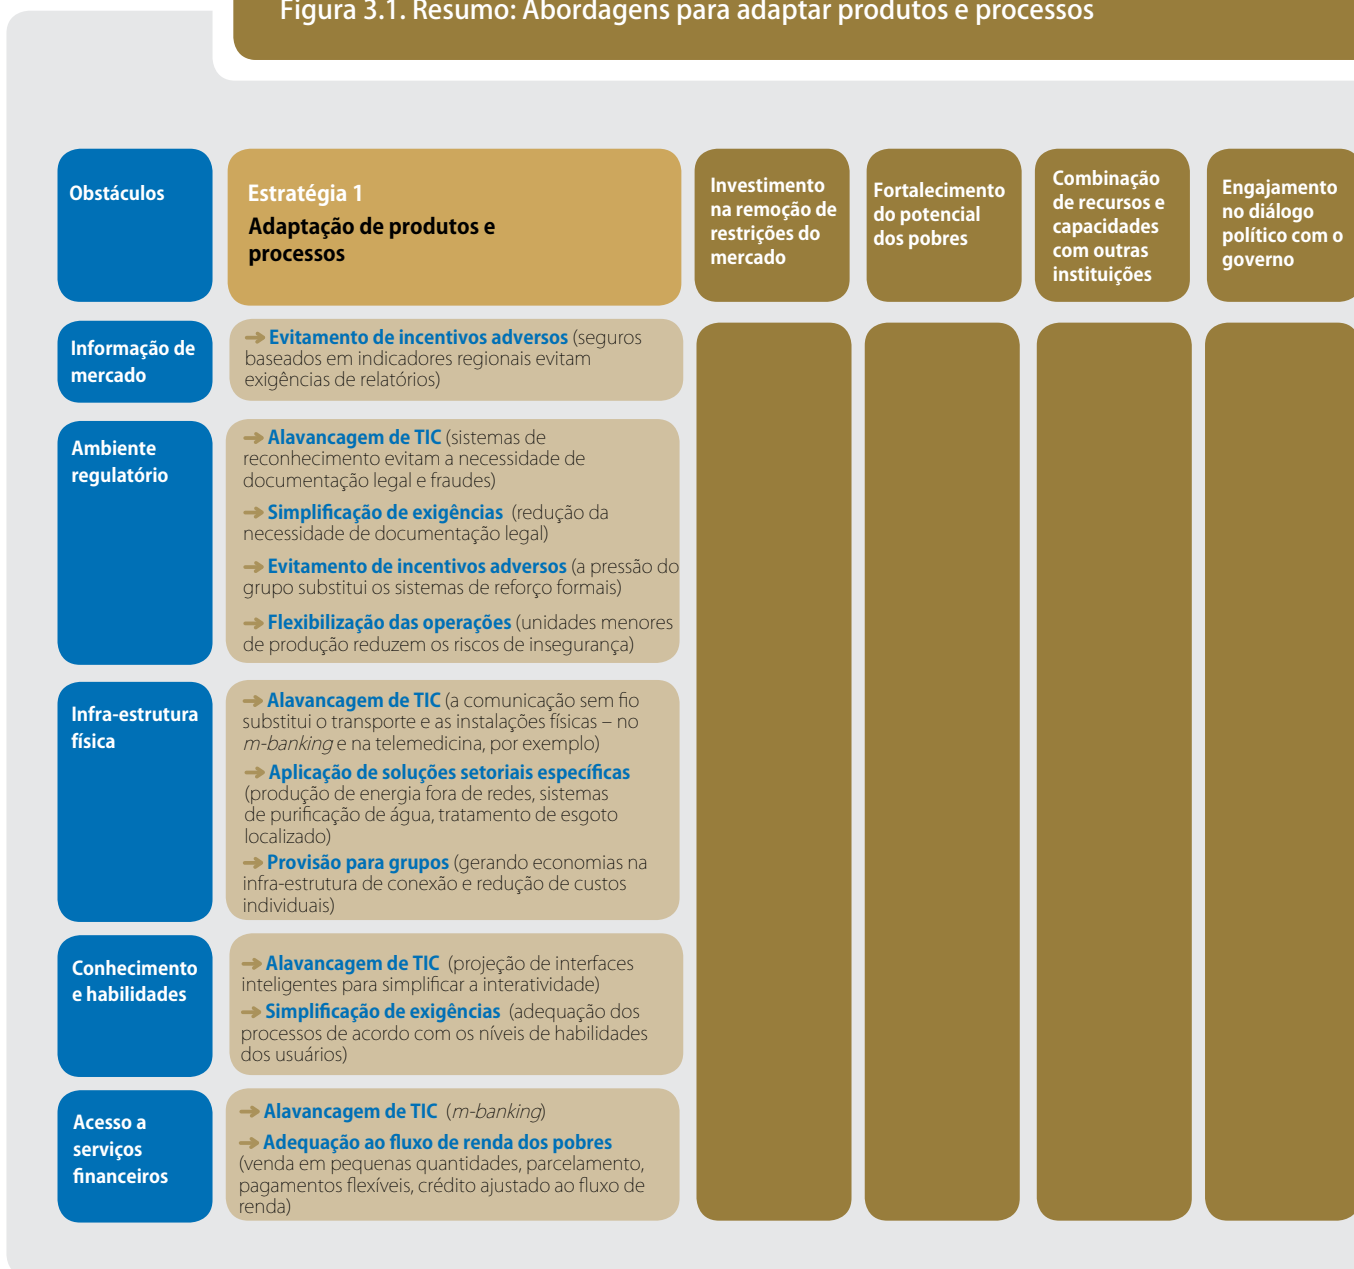 Figura 3.1. Resumo: Abordagens para adaptar produtos e processos
Obstáculos
Estratégia 1
Adaptação de produtos e
processos
Investimento
na remoção de
restrições do
mercado
Fortalecimento
do potencial
dos pobres
Combinação
de recursos e
capacidades
com outras
instituições
Engajamento
no diálogo
político com o
governo
Informação de
mercado
→ Evitamento de incentivos adversos (seguros
baseados em indicadores regionais evitam
exigências de relatórios)
Ambiente
regulatório
→ Alavancagem de TIC (sistemas de
reconhecimento evitam a necessidade de
documentação legal e fraudes)
→ Simplificação de exigências (redução da
necessidade de documentação legal)
→ Evitamento de incentivos adversos (a pressão do
grupo substitui os sistemas de reforço formais)
→ Flexibilização das operações (unidades menores
de produção reduzem os riscos de insegurança)
Infra-estrutura
física
→ Alavancagem de TIC (a comunicação sem fio
substitui o transporte e as instalações físicas – no
m-banking e na telemedicina, por exemplo)
→ Aplicação de soluções setoriais específicas
(produção de energia fora de redes, sistemas
de purificação de água, tratamento de esgoto
localizado)
→ Provisão para grupos (gerando economias na
infra-estrutura de conexão e redução de custos
individuais)
Conhecimento
e habilidades
→ Alavancagem de TIC (projeção de interfaces
inteligentes para simplificar a interatividade)
→ Simplificação de exigências (adequação dos
processos de acordo com os níveis de habilidades
dos usuários)
Acesso a
serviços
financeiros
→ Alavancagem de TIC (m-banking)
→ Adequação ao fluxo de renda dos pobres
(venda em pequenas quantidades, parcelamento,
pagamentos flexíveis, crédito ajustado ao fluxo de
renda)